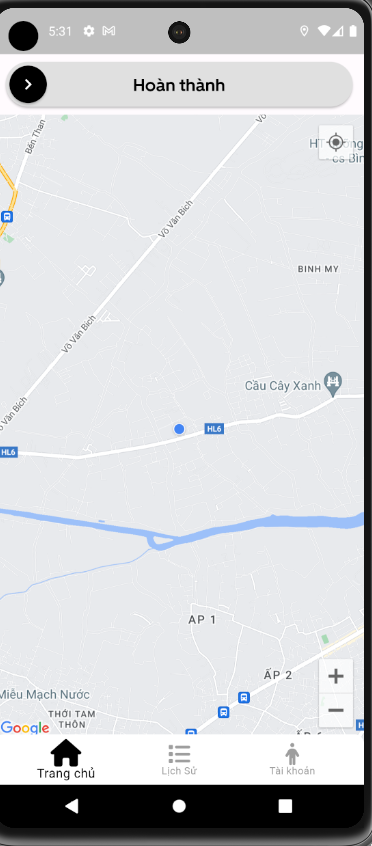 5:31
Hoàn thành
Bến Than
Võ Văn Bích
BINH MY
Võ Văn Bích
Cầu Cây Xanh
Võ Văn Bích
HL6
HL6
AP 1
ẤP 2
Miếu Mạch Nước
THỚI TAM
THÔN
Google
Trang chủ
Lịch Sử
Tài khoản